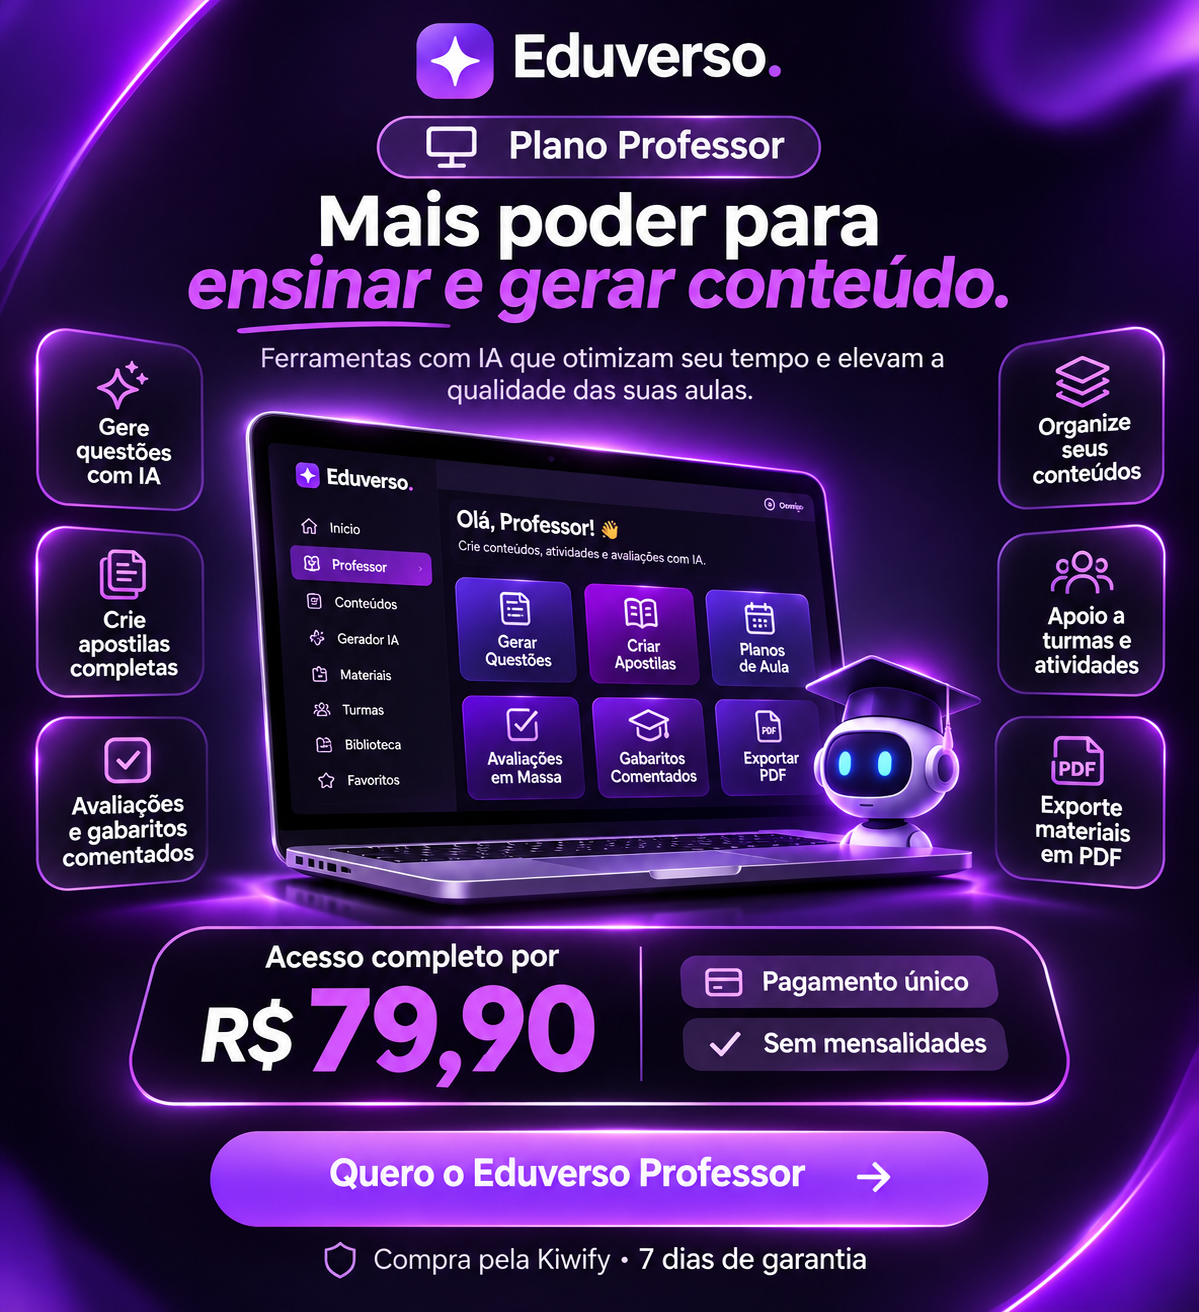 Eduverso.
Plano Professor
Mais poder para
ensinar e gerar conteúdo.
Ferramentas com IA que otimizam seu tempo e elevam a
qualidade das suas aulas.
Gere
questões
com IA
Crie
apostilas
completas
Avaliações
e gabaritos
comentados
Eduverso.
Inicio
Professor
Conteúdos
Gerador IA
Materiais
Turmas
Biblioteca
Favoritos
Olá, Professor! 👋
Crie conteúdos, atividades e avaliações com IA.
Gerar
Questões
Criar
Apostilas
Planos
de Aula
Avaliações
em Massa
Gabaritos
Comentados
PDF
Exportar
PDF
Organize
seus
conteúdos
Apoio a
turmas e
atividades
PDF
Exporte
materiais
em PDF
Acesso completo por
R$ 79,90
Pagamento único
Sem mensalidades
Quero o Eduverso Professor →
Compra pela Kiwify • 7 dias de garantia